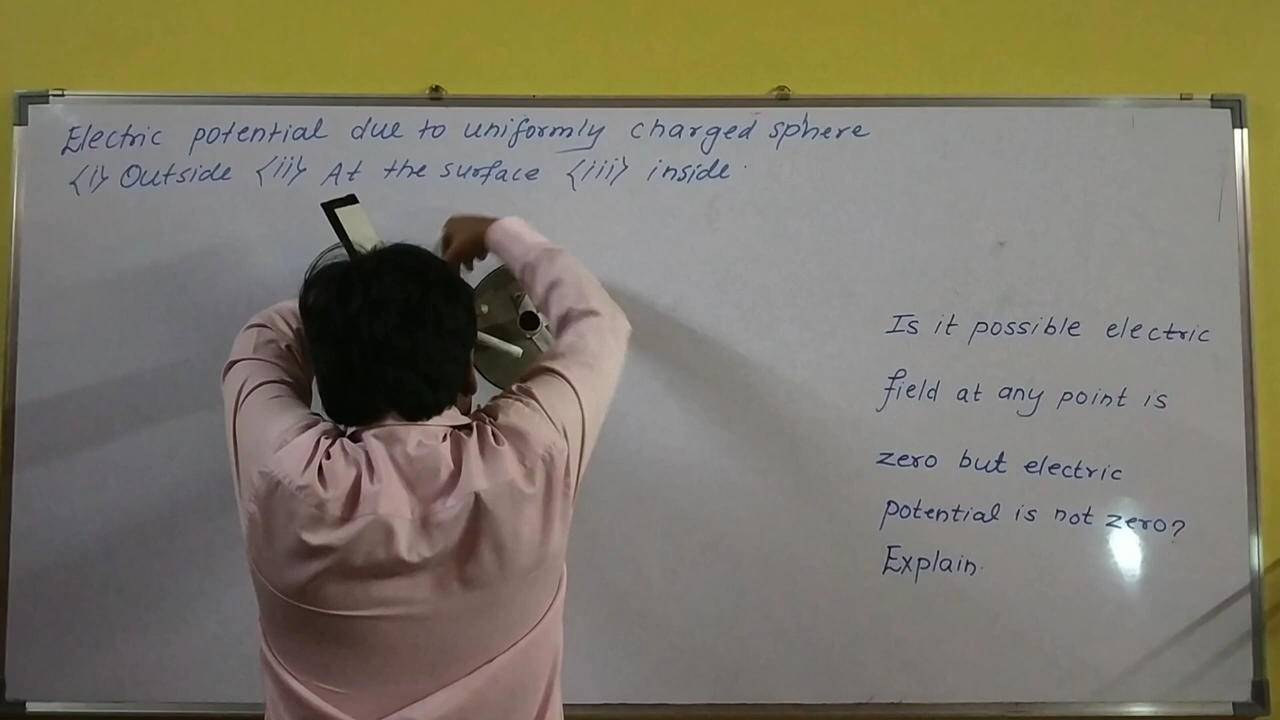 Electric potential due to uniformly charged sphere
<i> Outside <ii> At the surface <iii> inside.
Is it possible electric
field at any point is
zero but electric
potential is not zero?
Explain.